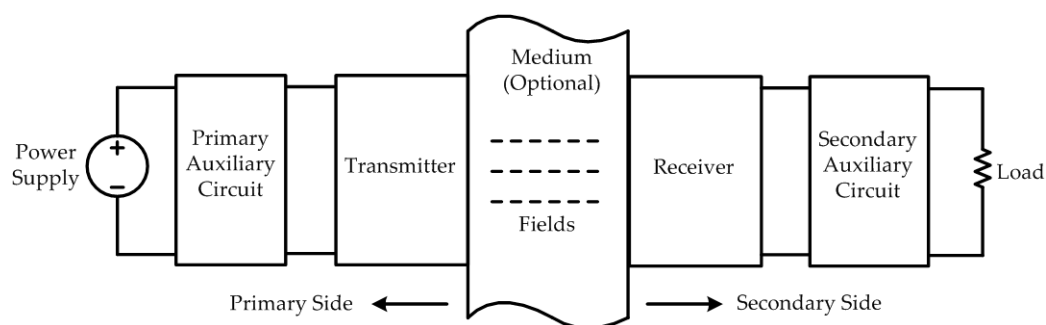 Medium
(Optional)
Primary
Auxiliary
Circuit
Secondary
Auxiliary
Circuit
Power
Supply
+
−
Transmitter
Receiver
Load
Fields
Primary Side
Secondary Side